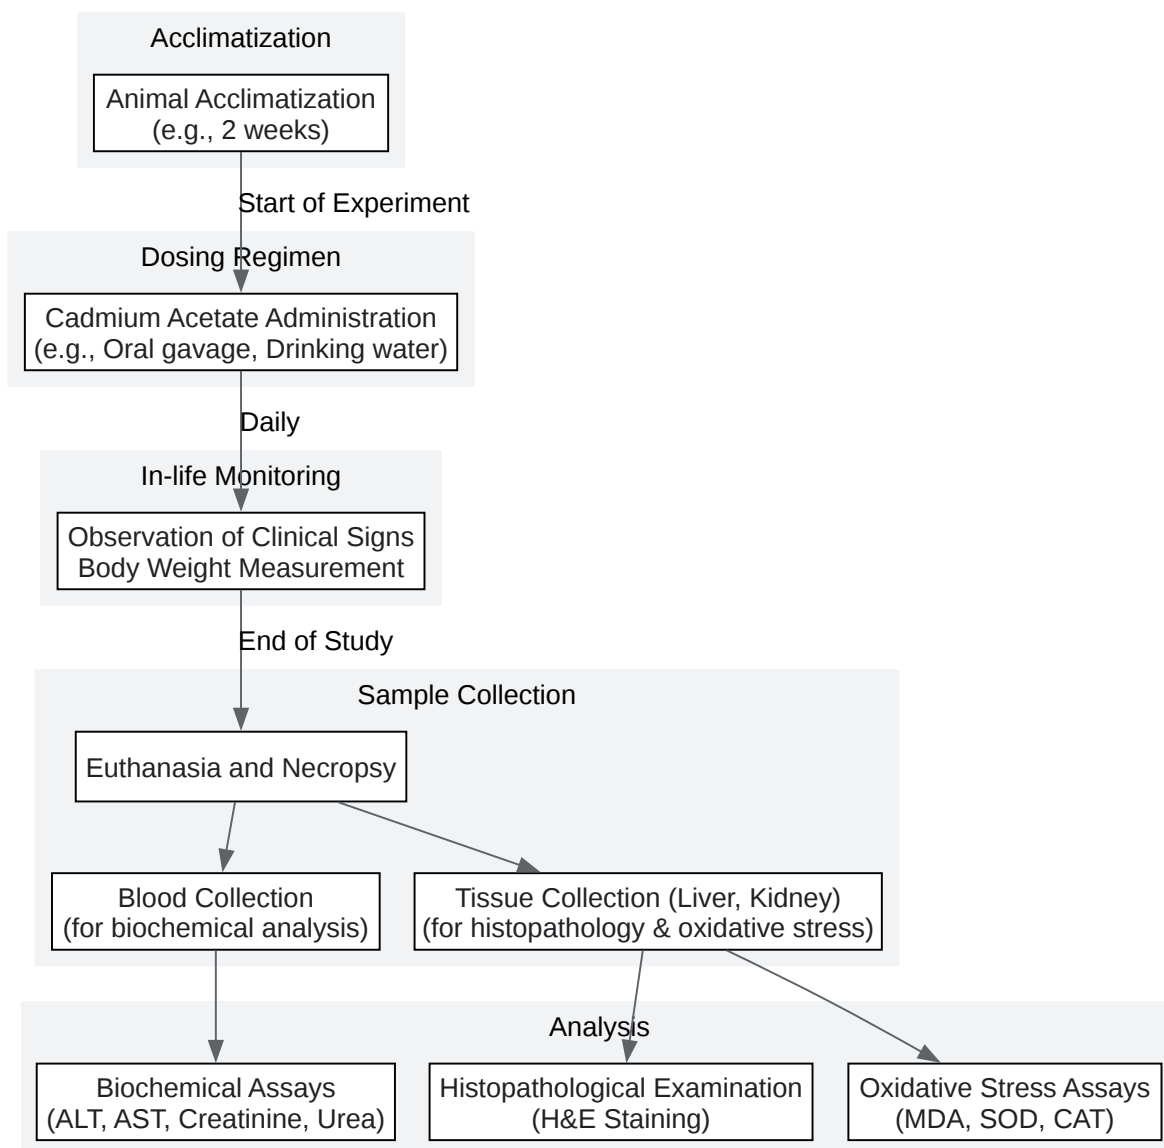 Acclimatization
Animal Acclimatization
(e.g., 2 weeks)
Start of Experiment
Dosing Regimen
Cadmium Acetate Administration
(e.g., Oral gavage, Drinking water)
Daily
In-life Monitoring
Observation of Clinical Signs
Body Weight Measurement
End of Study
Sample Collection
Euthanasia and Necropsy
Blood Collection
(for biochemical analysis)
Tissue Collection (Liver, Kidney)
(for histopathology & oxidative stress)
Analysis
Biochemical Assays
(ALT, AST, Creatinine, Urea)
Histopathological Examination
(H&E Staining)
Oxidative Stress Assays
(MDA, SOD, CAT)